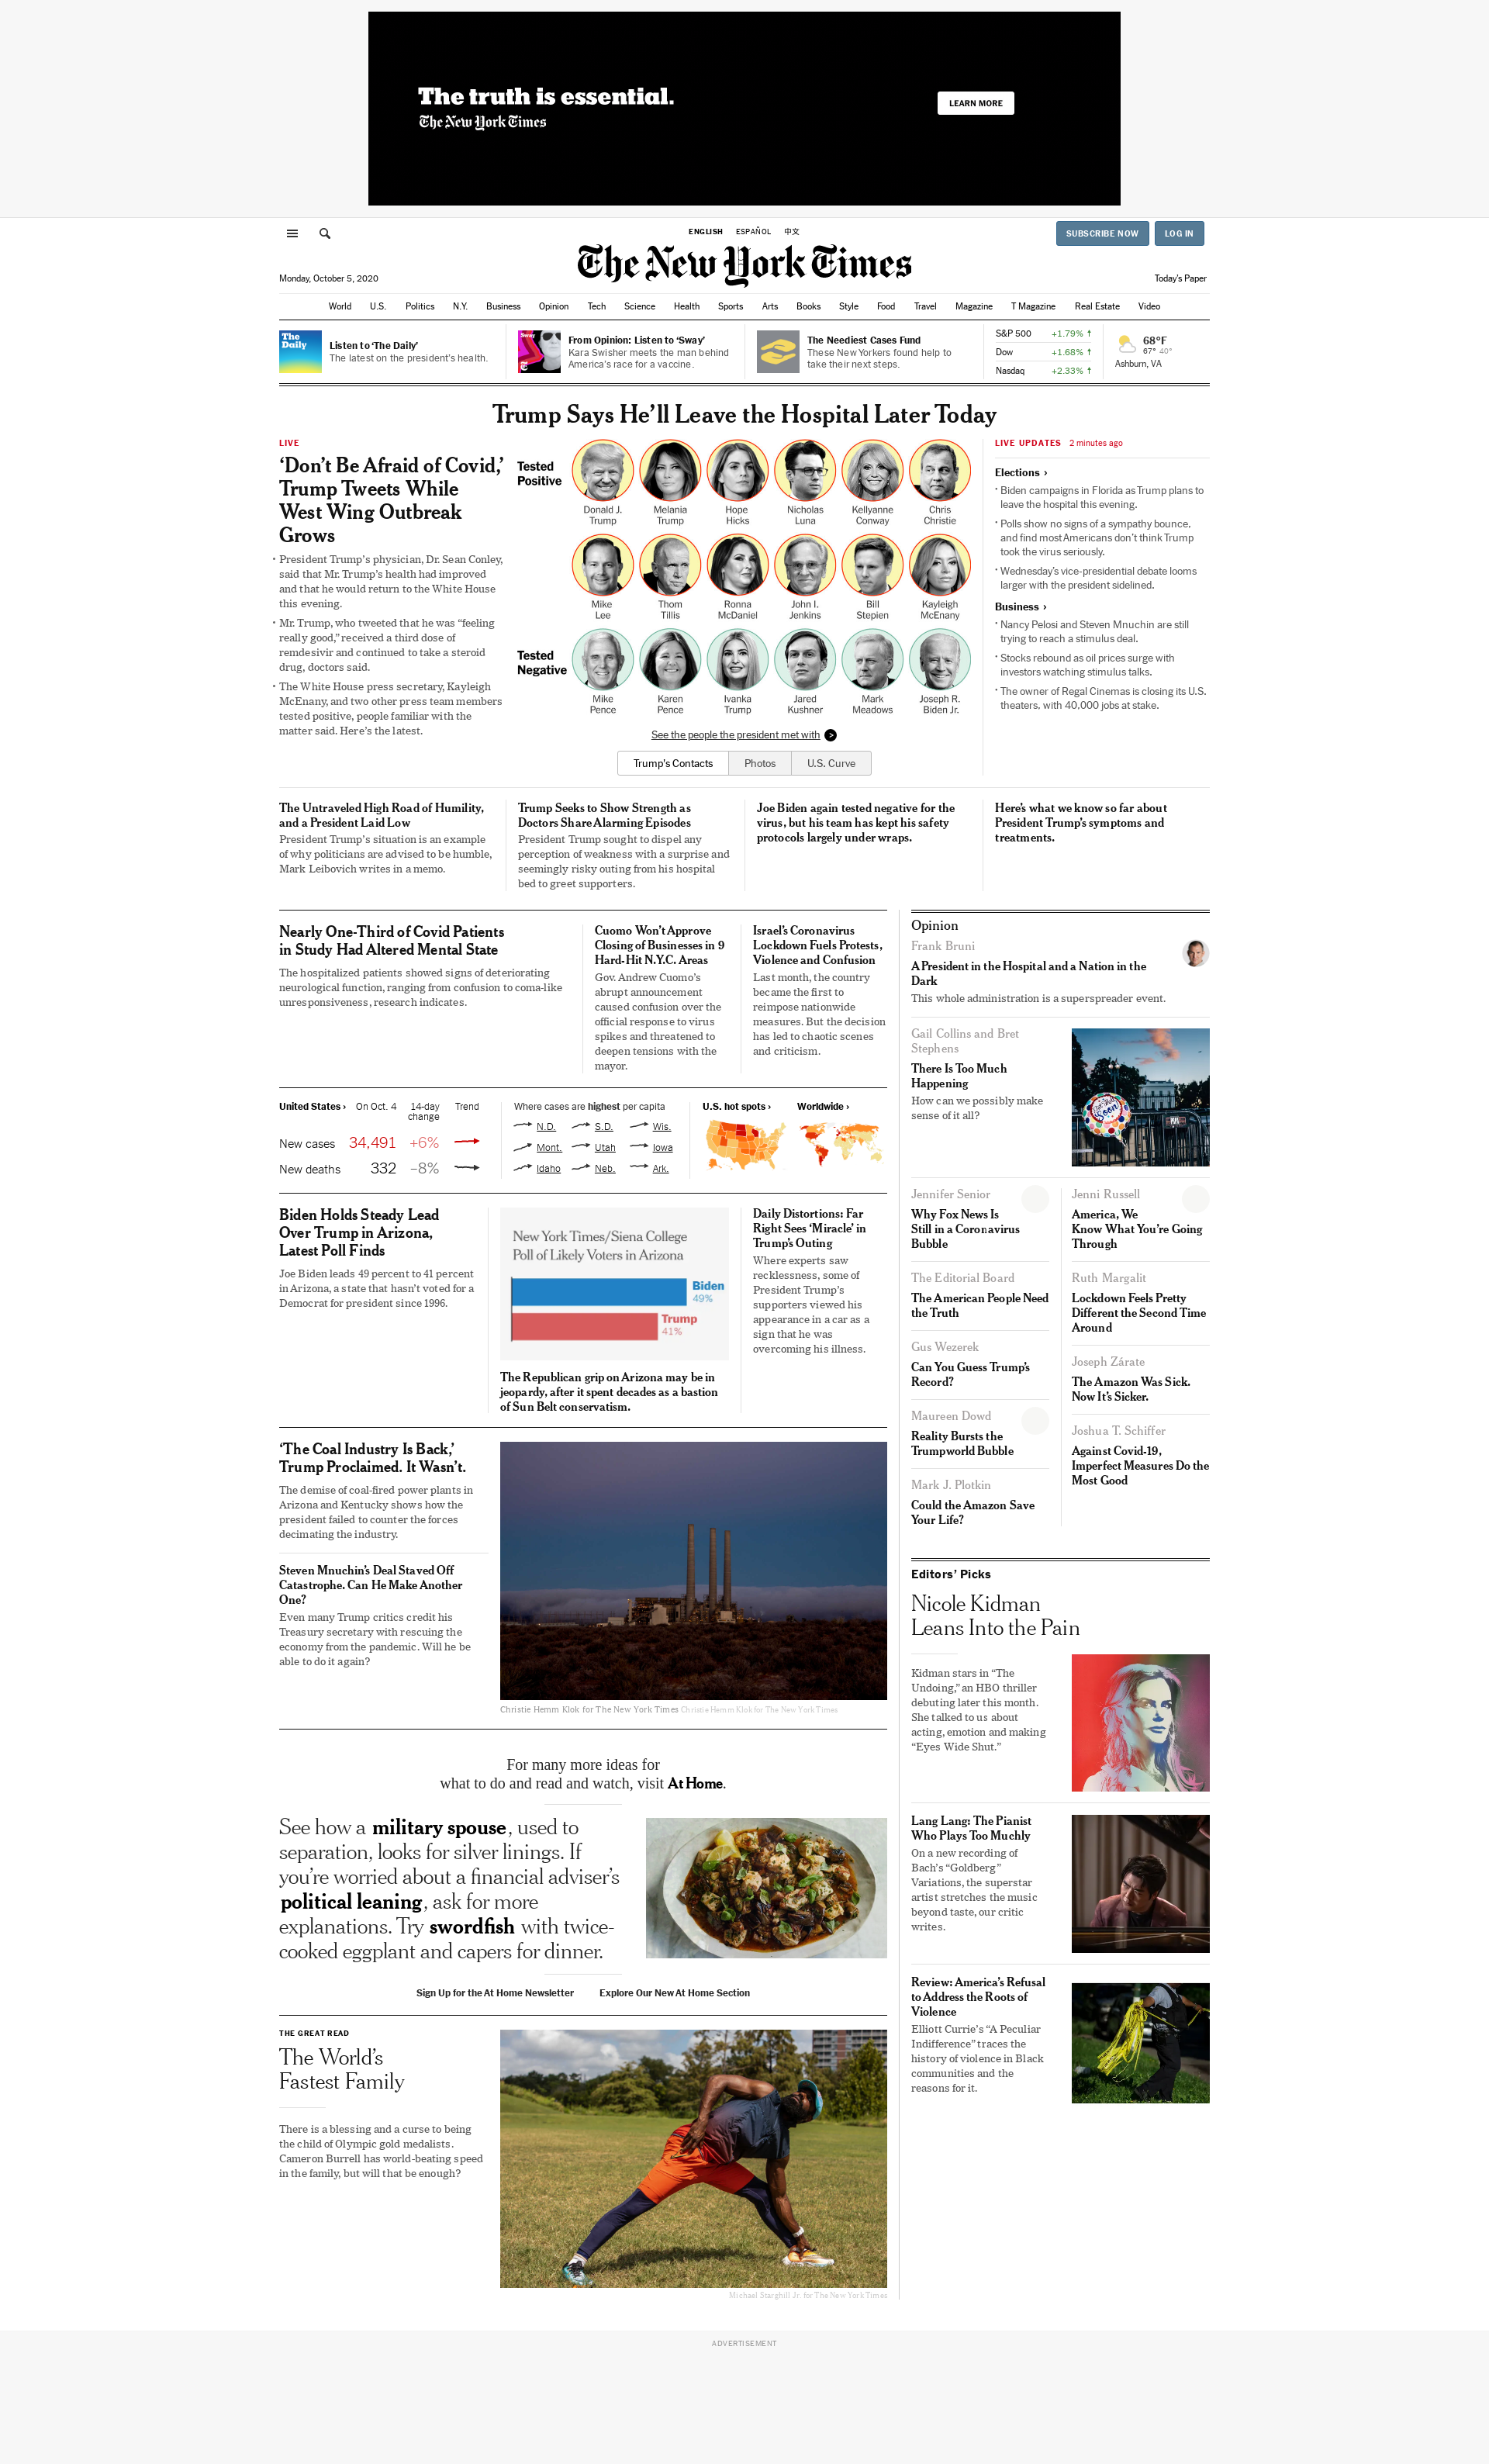 The truth is essential.
The New York Times
LEARN MORE
ENGLISH ESPAÑOL 中文
SUBSCRIBE NOW LOG IN
The New York Times
Monday, October 5, 2020
Today's Paper
World U.S. Politics N.Y. Business Opinion Tech Science Health Sports Arts Books Style Food Travel Magazine T Magazine Real Estate Video
The
Daily
Listen to ‘The Daily’
The latest on the president's health.
Sway
From Opinion: Listen to ‘Sway’
Kara Swisher meets the man behind
America's race for a vaccine.
The Neediest Cases Fund
These New Yorkers found help to
take their next steps.
S&P 500 +1.79% ↑
Dow +1.68% ↑
Nasdaq +2.33% ↑
68°F
67° 40°
Ashburn, VA
Trump Says He’ll Leave the Hospital Later Today
LIVE
‘Don’t Be Afraid of Covid,’
Trump Tweets While
West Wing Outbreak
Grows
• President Trump’s physician, Dr. Sean Conley,
said that Mr. Trump’s health had improved
and that he would return to the White House
this evening.
• Mr. Trump, who tweeted that he was “feeling
really good,” received a third dose of
remdesivir and continued to take a steroid
drug, doctors said.
• The White House press secretary, Kayleigh
McEnany, and two other press team members
tested positive, people familiar with the
matter said. Here’s the latest.
Tested
Positive
Donald J.
Trump
Melania
Trump
Hope
Hicks
Nicholas
Luna
Kellyanne
Conway
Chris
Christie
Mike
Lee
Thom
Tillis
Ronna
McDaniel
John I.
Jenkins
Bill
Stepien
Kayleigh
McEnany
Tested
Negative
Mike
Pence
Karen
Pence
Ivanka
Trump
Jared
Kushner
Mark
Meadows
Joseph R.
Biden Jr.
See the people the president met with >
Trump's Contacts Photos U.S. Curve
LIVE UPDATES 2 minutes ago
Elections ›
• Biden campaigns in Florida as Trump plans to
leave the hospital this evening.
• Polls show no signs of a sympathy bounce.
and find most Americans don’t think Trump
took the virus seriously.
• Wednesday’s vice-presidential debate looms
larger with the president sidelined.
Business ›
• Nancy Pelosi and Steven Mnuchin are still
trying to reach a stimulus deal.
• Stocks rebound as oil prices surge with
investors watching stimulus talks.
• The owner of Regal Cinemas is closing its U.S.
theaters. with 40,000 jobs at stake.
The Untraveled High Road of Humility,
and a President Laid Low
President Trump’s situation is an example
of why politicians are advised to be humble,
Mark Leibovich writes in a memo.
Trump Seeks to Show Strength as
Doctors Share Alarming Episodes
President Trump sought to dispel any
perception of weakness with a surprise and
seemingly risky outing from his hospital
bed to greet supporters.
Joe Biden again tested negative for the
virus, but his team has kept his safety
protocols largely under wraps.
Here’s what we know so far about
President Trump’s symptoms and
treatments.
Nearly One-Third of Covid Patients
in Study Had Altered Mental State
The hospitalized patients showed signs of deteriorating
neurological function, ranging from confusion to coma-like
unresponsiveness, research indicates.
Cuomo Won’t Approve
Closing of Businesses in 9
Hard-Hit N.Y.C. Areas
Gov. Andrew Cuomo’s
abrupt announcement
caused confusion over the
official response to virus
spikes and threatened to
deepen tensions with the
mayor.
Israel’s Coronavirus
Lockdown Fuels Protests,
Violence and Confusion
Last month, the country
became the first to
reimpose nationwide
measures. But the decision
has led to chaotic scenes
and criticism.
United States › On Oct. 4 14-day
change Trend
New cases 34,491 +6%
New deaths 332 –8%
Where cases are highest per capita
N.D. S.D. Wis.
Mont. Utah Iowa
Idaho Neb. Ark.
U.S. hot spots › Worldwide ›
Biden Holds Steady Lead
Over Trump in Arizona,
Latest Poll Finds
Joe Biden leads 49 percent to 41 percent
in Arizona, a state that hasn’t voted for a
Democrat for president since 1996.
New York Times/Siena College
Poll of Likely Voters in Arizona
Biden
49%
Trump
41%
The Republican grip on Arizona may be in
jeopardy, after it spent decades as a bastion
of Sun Belt conservatism.
Daily Distortions: Far
Right Sees ‘Miracle’ in
Trump’s Outing
Where experts saw
recklessness, some of
President Trump’s
supporters viewed his
appearance in a car as a
sign that he was
overcoming his illness.
‘The Coal Industry Is Back,’
Trump Proclaimed. It Wasn’t.
The demise of coal-fired power plants in
Arizona and Kentucky shows how the
president failed to counter the forces
decimating the industry.
Steven Mnuchin’s Deal Staved Off
Catastrophe. Can He Make Another
One?
Even many Trump critics credit his
Treasury secretary with rescuing the
economy from the pandemic. Will he be
able to do it again?
Christie Hemm Klok for The New York Times Christie Hemm Klok for The New York Times
For many more ideas for
what to do and read and watch, visit At Home.
See how a military spouse, used to
separation, looks for silver linings. If
you’re worried about a financial adviser’s
political leaning, ask for more
explanations. Try swordfish with twice-
cooked eggplant and capers for dinner.
Sign Up for the At Home Newsletter Explore Our New At Home Section
THE GREAT READ
The World’s
Fastest Family
There is a blessing and a curse to being
the child of Olympic gold medalists.
Cameron Burrell has world-beating speed
in the family, but will that be enough?
Michael Starghill Jr. for The New York Times
Opinion
Frank Bruni
A President in the Hospital and a Nation in the
Dark
This whole administration is a superspreader event.
Gail Collins and Bret
Stephens
There Is Too Much
Happening
How can we possibly make
sense of it all?
Get Well
Soon
Jennifer Senior
Why Fox News Is
Still in a Coronavirus
Bubble
The Editorial Board
The American People Need
the Truth
Gus Wezerek
Can You Guess Trump’s
Record?
Maureen Dowd
Reality Bursts the
Trumpworld Bubble
Mark J. Plotkin
Could the Amazon Save
Your Life?
Jenni Russell
America, We
Know What You’re Going
Through
Ruth Margalit
Lockdown Feels Pretty
Different the Second Time
Around
Joseph Zárate
The Amazon Was Sick.
Now It’s Sicker.
Joshua T. Schiffer
Against Covid-19,
Imperfect Measures Do the
Most Good
Editors’ Picks
Nicole Kidman
Leans Into the Pain
Kidman stars in “The
Undoing,” an HBO thriller
debuting later this month.
She talked to us about
acting, emotion and making
“Eyes Wide Shut.”
Lang Lang: The Pianist
Who Plays Too Muchly
On a new recording of
Bach’s “Goldberg”
Variations, the superstar
artist stretches the music
beyond taste, our critic
writes.
Review: America’s Refusal
to Address the Roots of
Violence
Elliott Currie’s “A Peculiar
Indifference” traces the
history of violence in Black
communities and the
reasons for it.
ADVERTISEMENT